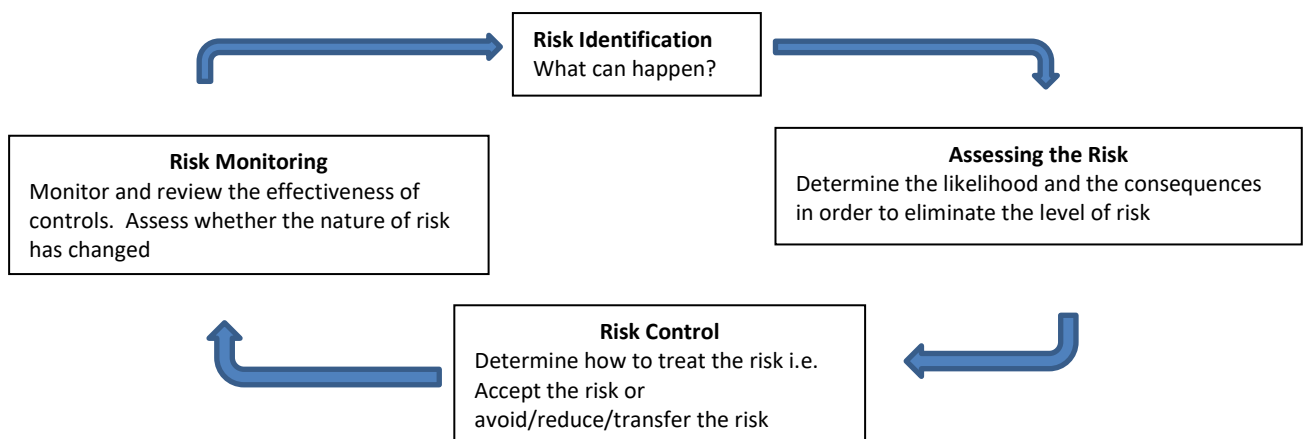 Risk Identification
What can happen?
Assessing the Risk
Determine the likelihood and the consequences
in order to eliminate the level of risk
Risk Control
Determine how to treat the risk i.e.
Accept the risk or
avoid/reduce/transfer the risk
Risk Monitoring
Monitor and review the effectiveness of
controls.  Assess whether the nature of risk
has changed